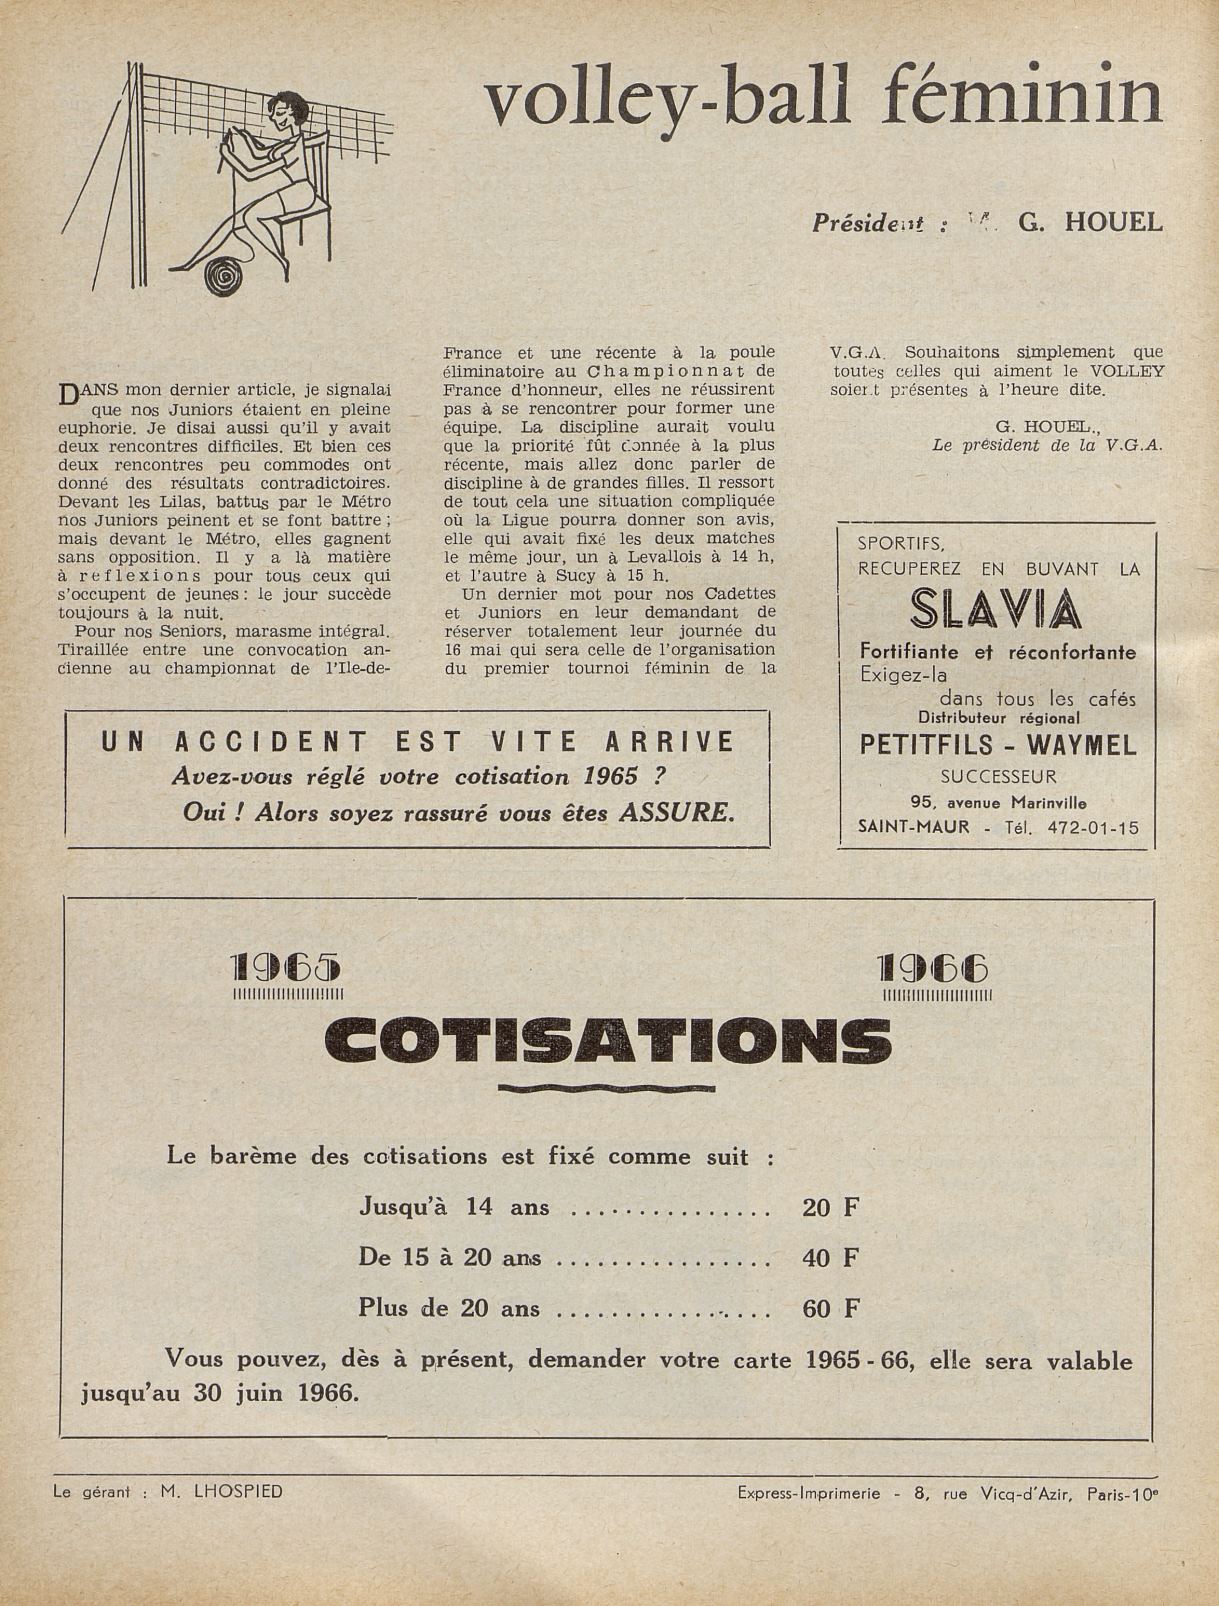 volley-ball féminin
Président : M. G. HOUEL
DANS mon dernier article, je signalai
que nos Juniors étaient en pleine
euphorie. Je disai aussi qu'il y avait
deux rencontres difficiles. Et bien ces
deux rencontres peu commodes ont
donné des résultats contradictoires.
Devant les Lilas, battus par le Métro
nos Juniors peinent et se font battre ;
mais devant le Métro, elles gagnent
sans opposition. Il y a là matière
à reflexions pour tous ceux qui
s'occupent de jeunes : le jour succède
toujours à la nuit.
Pour nos Seniors, marasme intégral.
Tiraillée entre une convocation an-
cienne au championnat de l'Ile-de-
France et une récente à la poule
éliminatoire au Championnat de
France d'honneur, elles ne réussirent
pas à se rencontrer pour former une
équipe. La discipline aurait voulu
que la priorité fût donnée à la plus
récente, mais allez donc parler de
discipline à de grandes filles. Il ressort
de tout cela une situation compliquée
où la Ligue pourra donner son avis,
elle qui avait fixé les deux matches
le même jour, un à Levallois à 14 h,
et l'autre à Sucy à 15 h.
Un dernier mot pour nos Cadettes
et Juniors en leur demandant de
réserver totalement leur journée du
16 mai qui sera celle de l'organisation
du premier tournoi féminin de la
V.G.A. Souhaitons simplement que
toutes celles qui aiment le VOLLEY
soient présentes à l'heure dite.
G. HOUEL.,
Le président de la V.G.A.
UN ACCIDENT EST VITE ARRIVE
Avez-vous réglé votre cotisation 1965 ?
Oui ! Alors soyez rassuré vous êtes ASSURE.
SPORTIFS,
RECUPEREZ EN BUVANT LA
SLAVIA
Fortifiante et réconfortante
Exigez-la
dans tous les cafés
Distributeur régional
PETITFILS - WAYMEL
SUCCESSEUR
95, avenue Marinville
SAINT-MAUR - Tél. 472-01-15
1965 1966
COTISATIONS
Le barème des cotisations est fixé comme suit :
Jusqu'à 14 ans ............... 20 F
De 15 à 20 ans ................ 40 F
Plus de 20 ans ................ 60 F
Vous pouvez, dès à présent, demander votre carte 1965-66, elle sera valable
jusqu'au 30 juin 1966.
Le gérant : M. LHOSPIED
Express-Imprimerie - 8, rue Vicq-d'Azir, Paris-10e